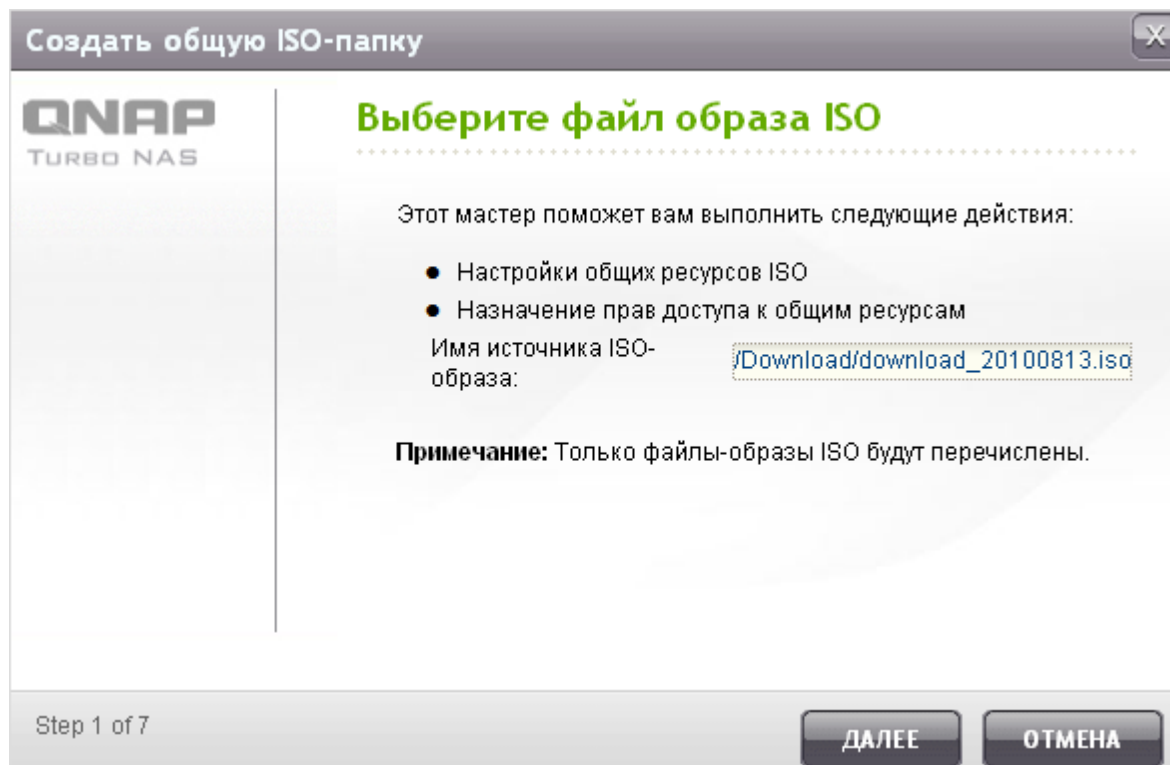 Создать общую ISO-папку
X
QNAP
TURBO NAS
Выберите файл образа ISO
Этот мастер поможет вам выполнить следующие действия:
● Настройки общих ресурсов ISO
● Назначение прав доступа к общим ресурсам
Имя источника ISO-
образа:
/Download/download_20100813.iso
Примечание: Только файлы-образы ISO будут перечислены.
Step 1 of 7
ДАЛЕЕ
ОТМЕНА